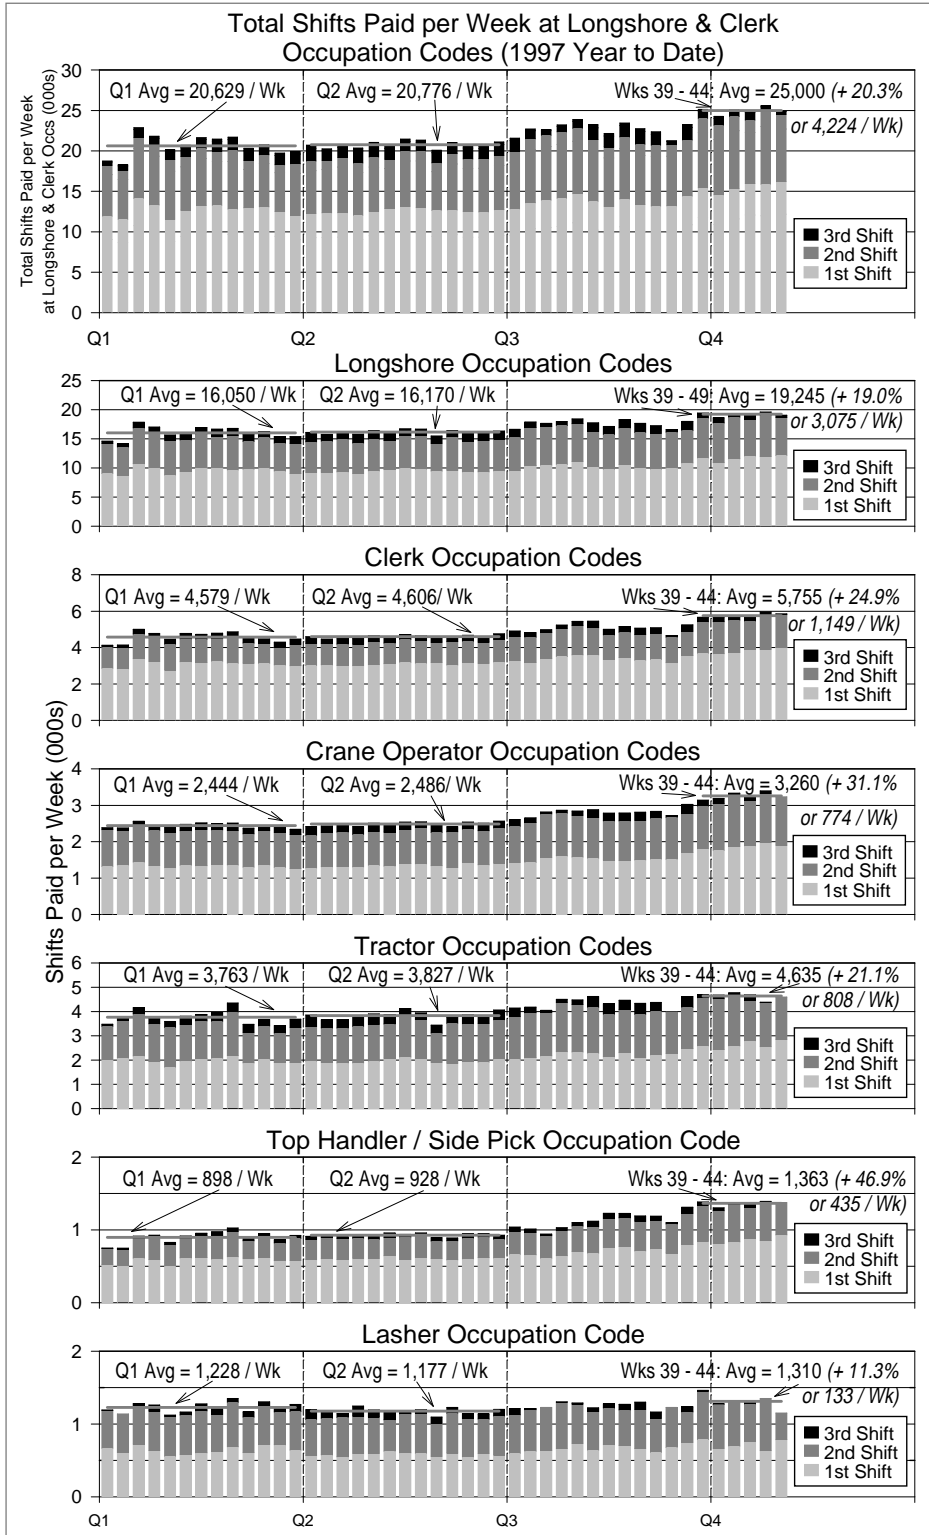 Total Shifts Paid per Week at Longshore & Clerk
Occupation Codes (1997 Year to Date)
Total Shifts Paid per Week
at Longshore & Clerk Occs (000s)
30
25
20
15
10
5
0
Q1 Avg = 20,629 / Wk
Q2 Avg = 20,776 / Wk
Wks 39 - 44: Avg = 25,000 (+ 20.3%
or 4,224 / Wk)
3rd Shift
2nd Shift
1st Shift
Q1
Q2
Q3
Q4
Shifts Paid per Week (000s)
Longshore Occupation Codes
25
20
15
10
5
0
Q1 Avg = 16,050 / Wk
Q2 Avg = 16,170 / Wk
Wks 39 - 49: Avg = 19,245 (+ 19.0%
or 3,075 / Wk)
3rd Shift
2nd Shift
1st Shift
Clerk Occupation Codes
8
6
4
2
0
Q1 Avg = 4,579 / Wk
Q2 Avg = 4,606/ Wk
Wks 39 - 44: Avg = 5,755 (+ 24.9%
or 1,149 / Wk)
3rd Shift
2nd Shift
1st Shift
Crane Operator Occupation Codes
4
3
2
1
0
Q1 Avg = 2,444 / Wk
Q2 Avg = 2,486/ Wk
Wks 39 - 44: Avg = 3,260 (+ 31.1%
or 774 / Wk)
3rd Shift
2nd Shift
1st Shift
Tractor Occupation Codes
6
5
4
3
2
1
0
Q1 Avg = 3,763 / Wk
Q2 Avg = 3,827 / Wk
Wks 39 - 44: Avg = 4,635 (+ 21.1%
or 808 / Wk)
3rd Shift
2nd Shift
1st Shift
Top Handler / Side Pick Occupation Code
2
1
0
Q1 Avg = 898 / Wk
Q2 Avg = 928 / Wk
Wks 39 - 44: Avg = 1,363 (+ 46.9%
or 435 / Wk)
3rd Shift
2nd Shift
1st Shift
Lasher Occupation Code
2
1
0
Q1 Avg = 1,228 / Wk
Q2 Avg = 1,177 / Wk
Wks 39 - 44: Avg = 1,310 (+ 11.3%
or 133 / Wk)
3rd Shift
2nd Shift
1st Shift
Q1
Q2
Q3
Q4